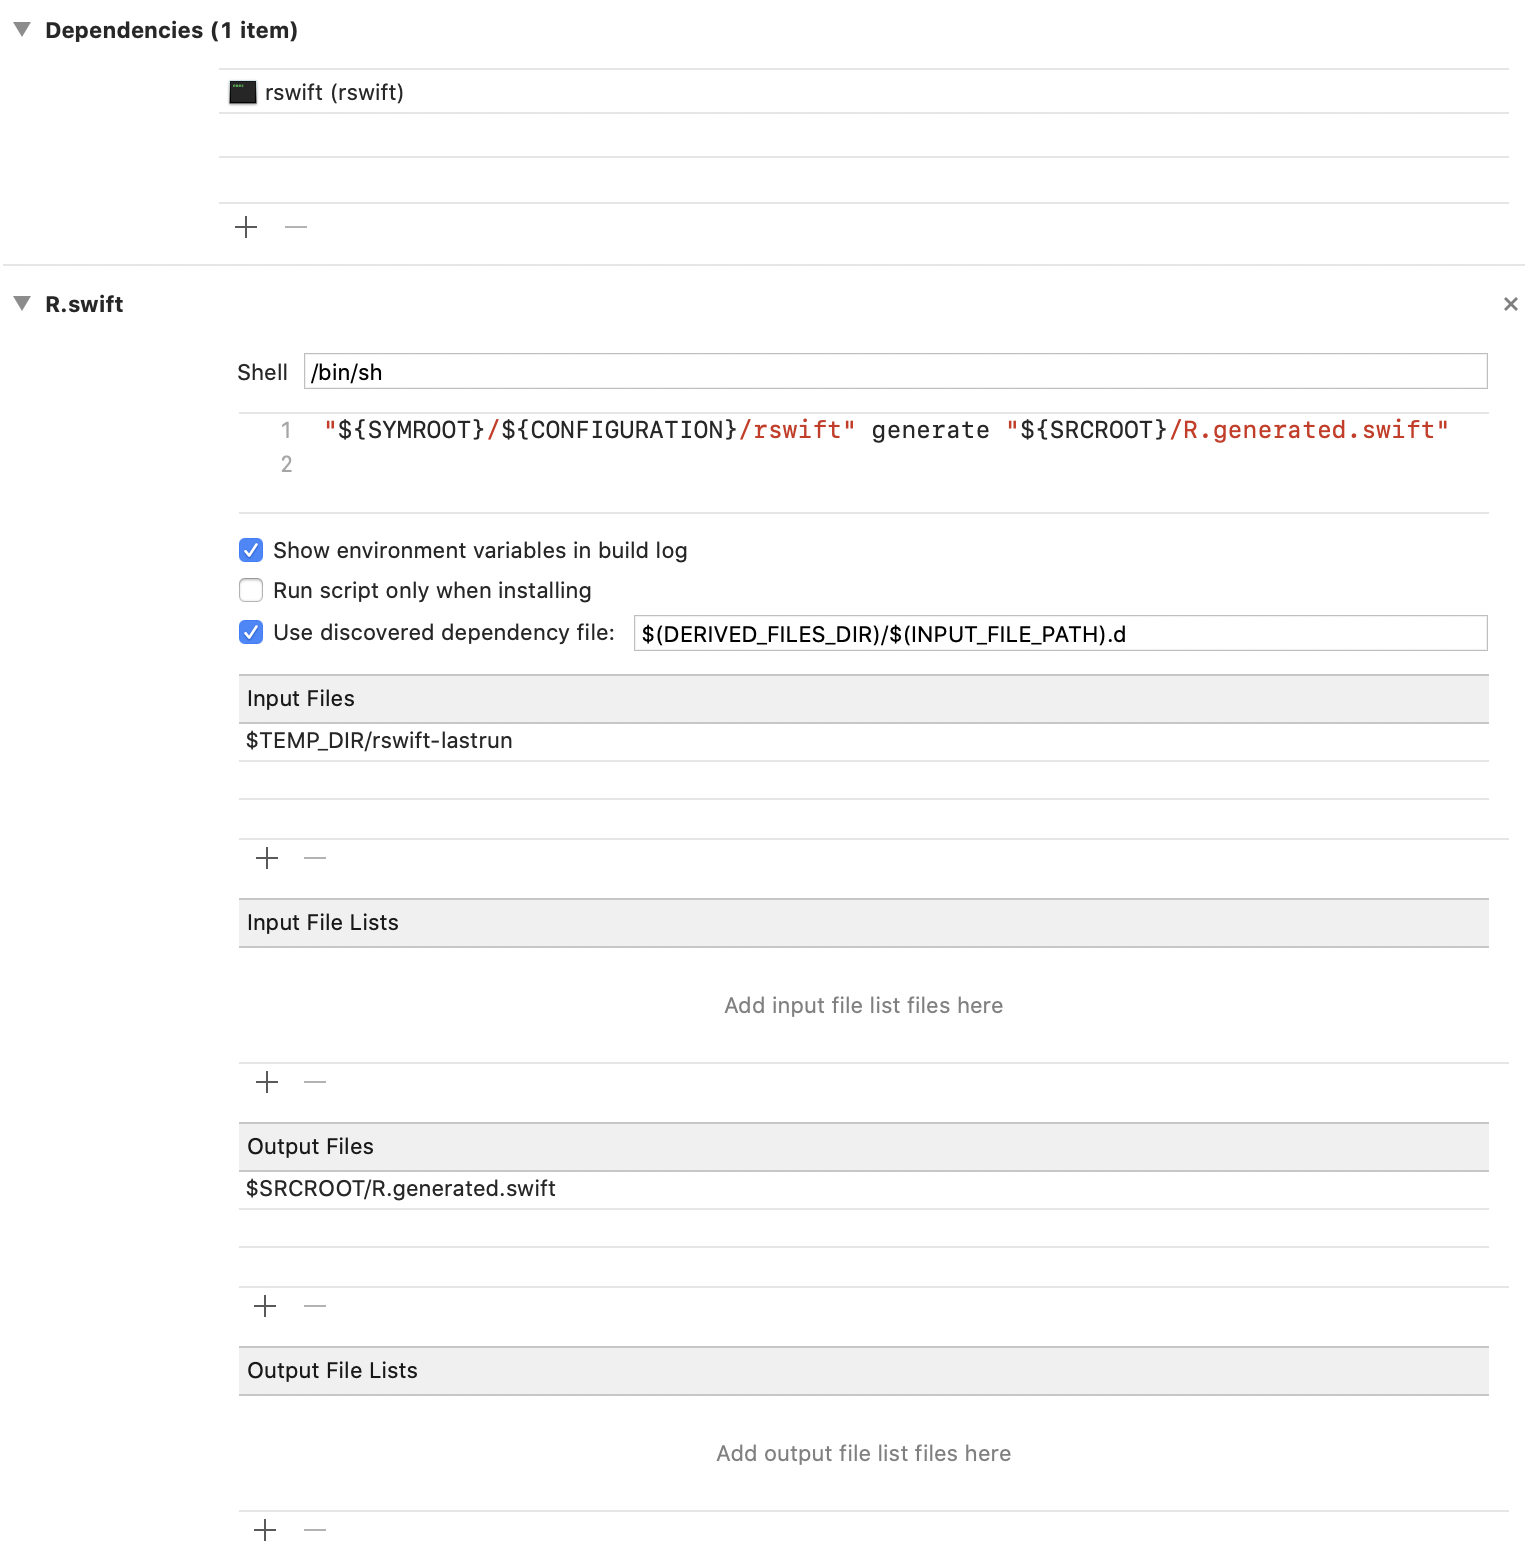 Dependencies (1 item)
rswift (rswift)
R.swift
Shell /bin/sh
1 "${SYMROOT}/${CONFIGURATION}/rswift" generate "${SRCROOT}/R.generated.swift"
2
Show environment variables in build log
Run script only when installing
Use discovered dependency file: $(DERIVED_FILES_DIR)/$(INPUT_FILE_PATH).d
Input Files
$TEMP_DIR/rswift-lastrun
Input File Lists
Add input file list files here
Output Files
$SRCROOT/R.generated.swift
Output File Lists
Add output file list files here